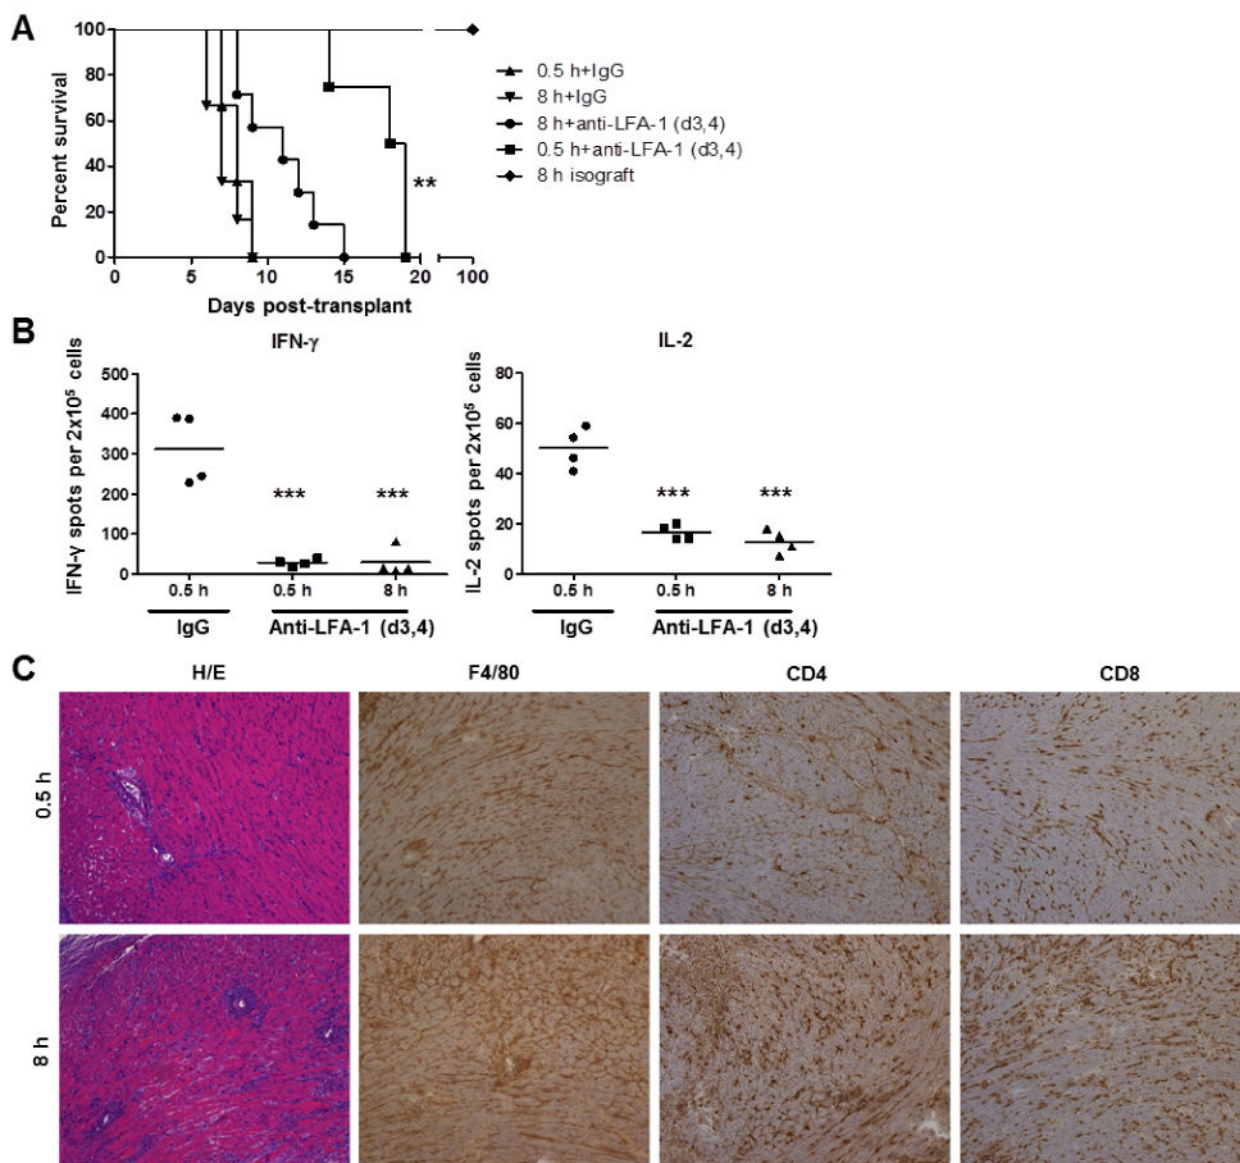 A
Percent survival
100
80
60
40
20
0
0 5 10 15 20 100
Days post-transplant
0.5 h+IgG
8 h+IgG
8 h+anti-LFA-1 (d3,4)
0.5 h+anti-LFA-1 (d3,4)
8 h isograft
**
B
IFN-γ
IFN-γ spots per 2x10⁵ cells
500
400
300
200
100
0
*** ***
0.5 h 0.5 h 8 h
IgG Anti-LFA-1 (d3,4)
IL-2
IL-2 spots per 2x10⁵ cells
80
60
40
20
0
*** ***
0.5 h 0.5 h 8 h
IgG Anti-LFA-1 (d3,4)
C
H/E F4/80 CD4 CD8
0.5 h
8 h